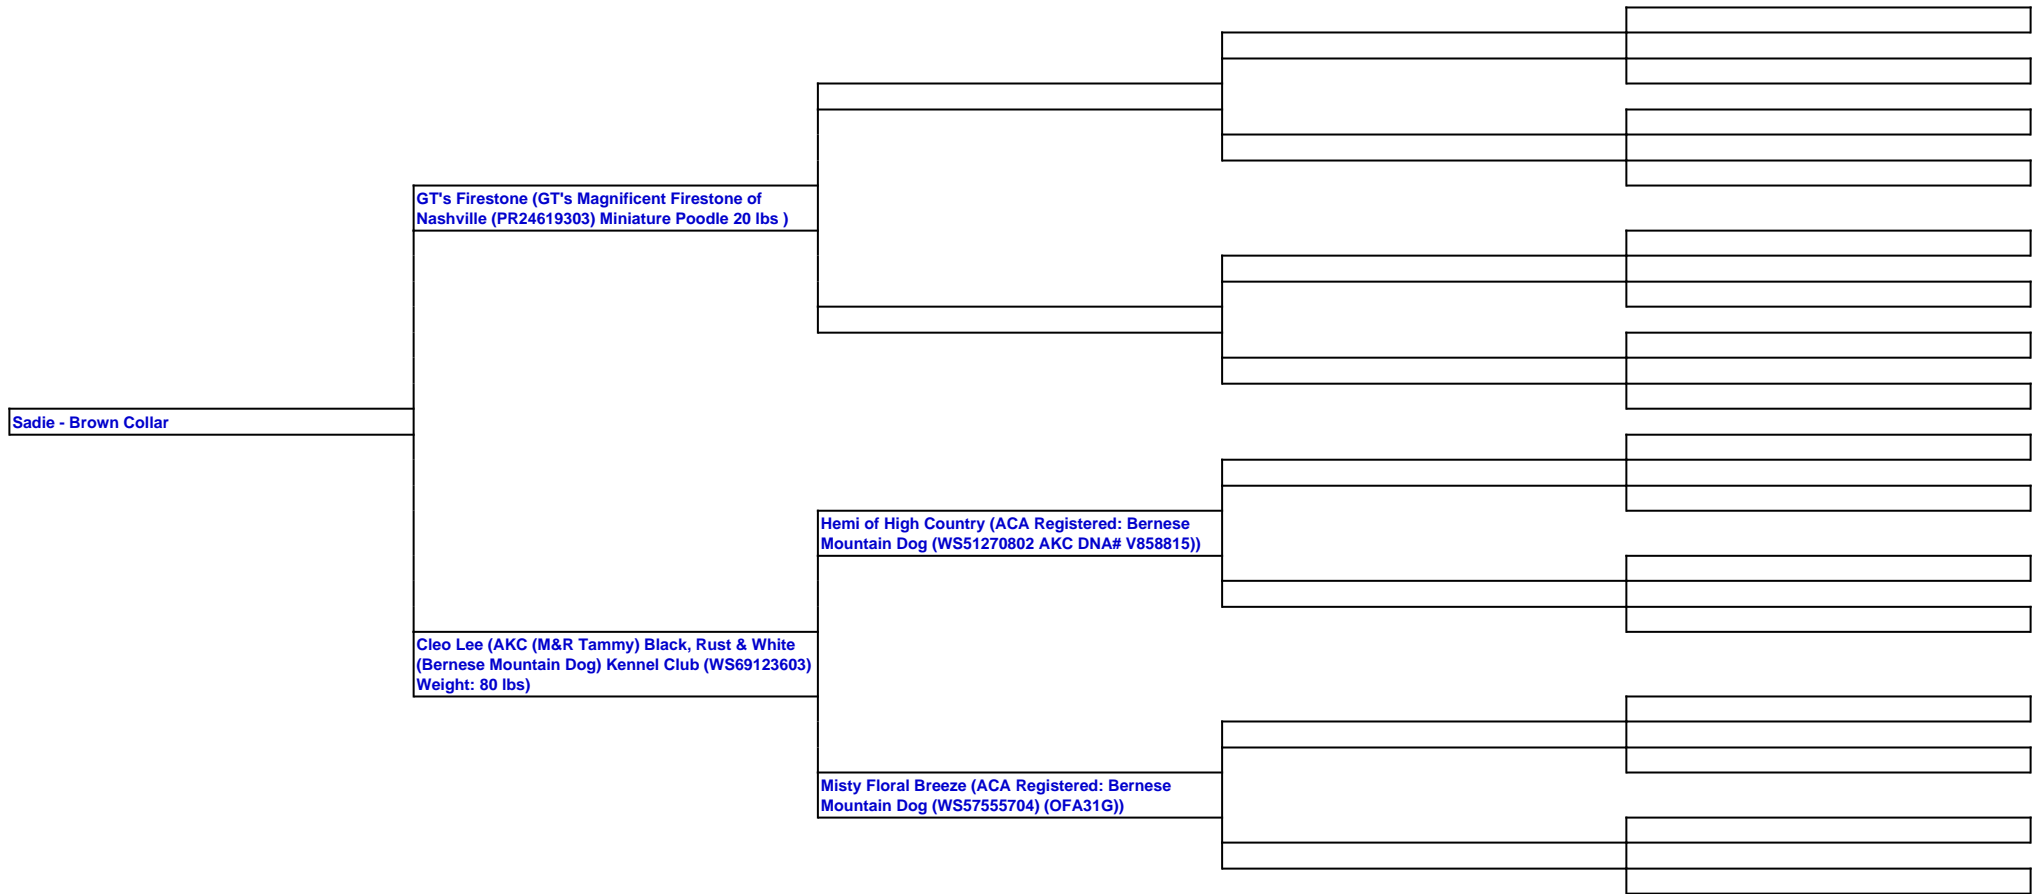 GT's Firestone (GT's Magnificent Firestone of
Nashville (PR24619303) Miniature Poodle 20 lbs )
Sadie - Brown Collar
Hemi of High Country (ACA Registered: Bernese
Mountain Dog (WS51270802 AKC DNA# V858815))
Cleo Lee (AKC (M&R Tammy) Black, Rust & White
(Bernese Mountain Dog) Kennel Club (WS69123603)
Weight: 80 lbs)
Misty Floral Breeze (ACA Registered: Bernese
Mountain Dog (WS57555704) (OFA31G))